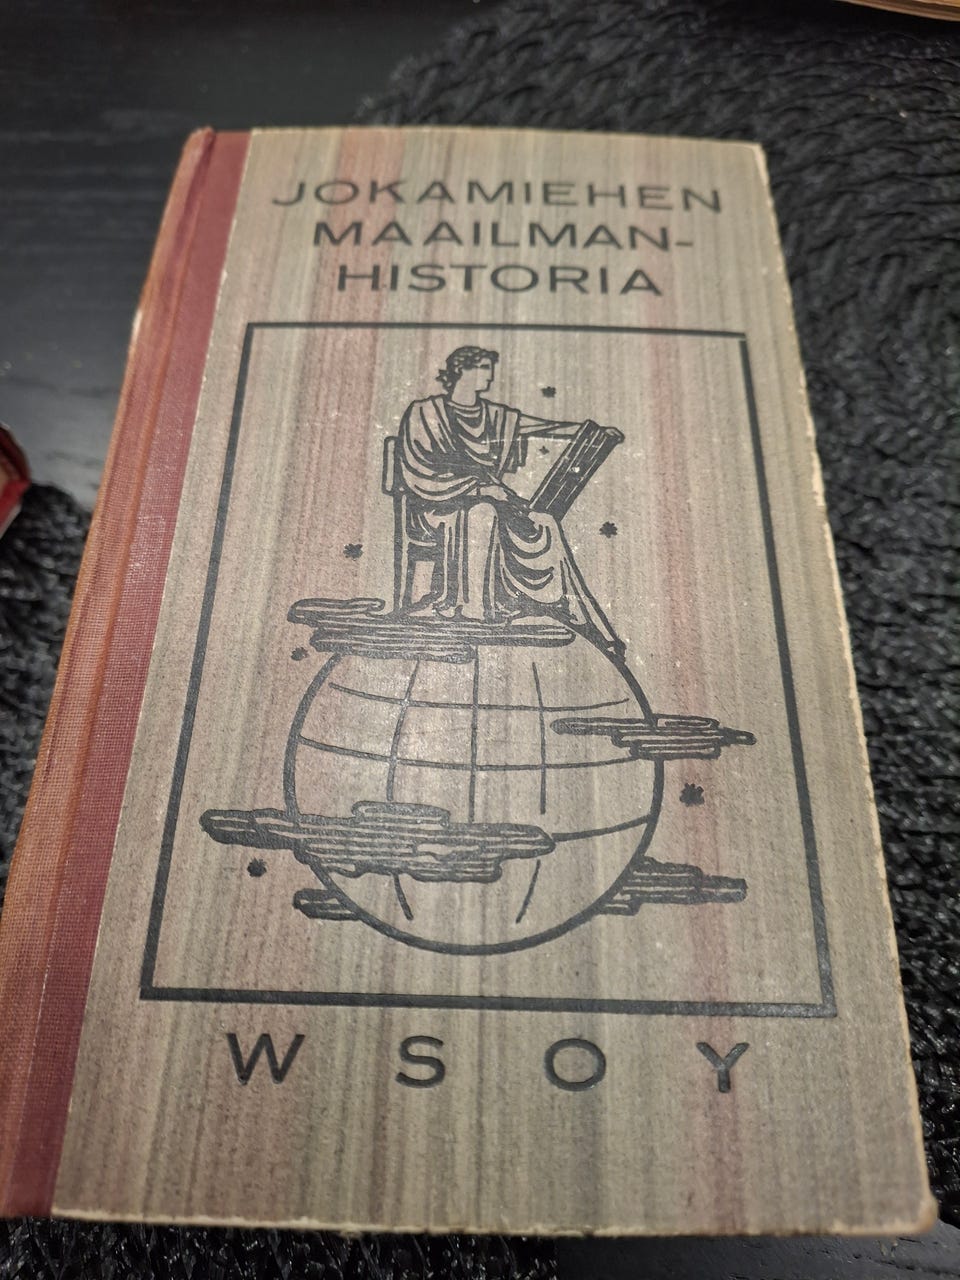 JOKAMIEHEN
MAAILMAN-
HISTORIA
W S O Y